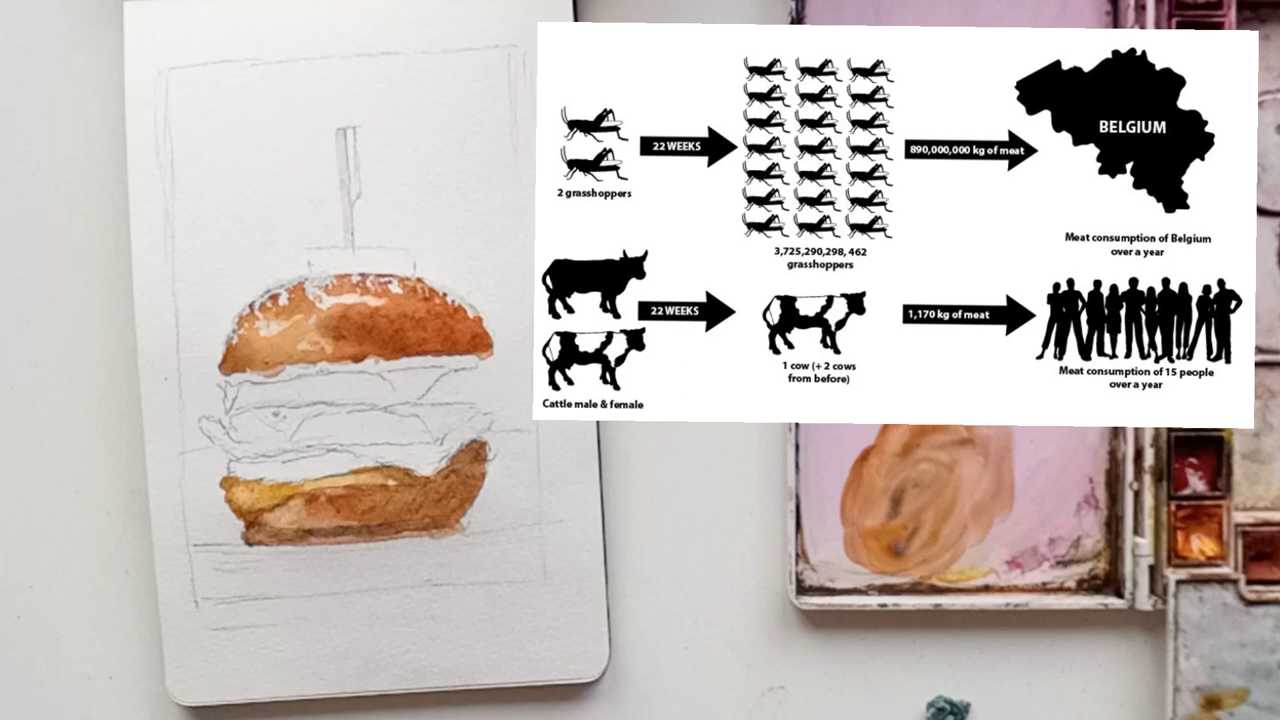 22 WEEKS
890,000,000 kg of meat
BELGIUM
2 grasshoppers
3,725,290,298, 462
grasshoppers
Meat consumption of Belgium
over a year
22 WEEKS
1,170 kg of meat
1 cow (+ 2 cows
from before)
Meat consumption of 15 people
over a year
Cattle male & female